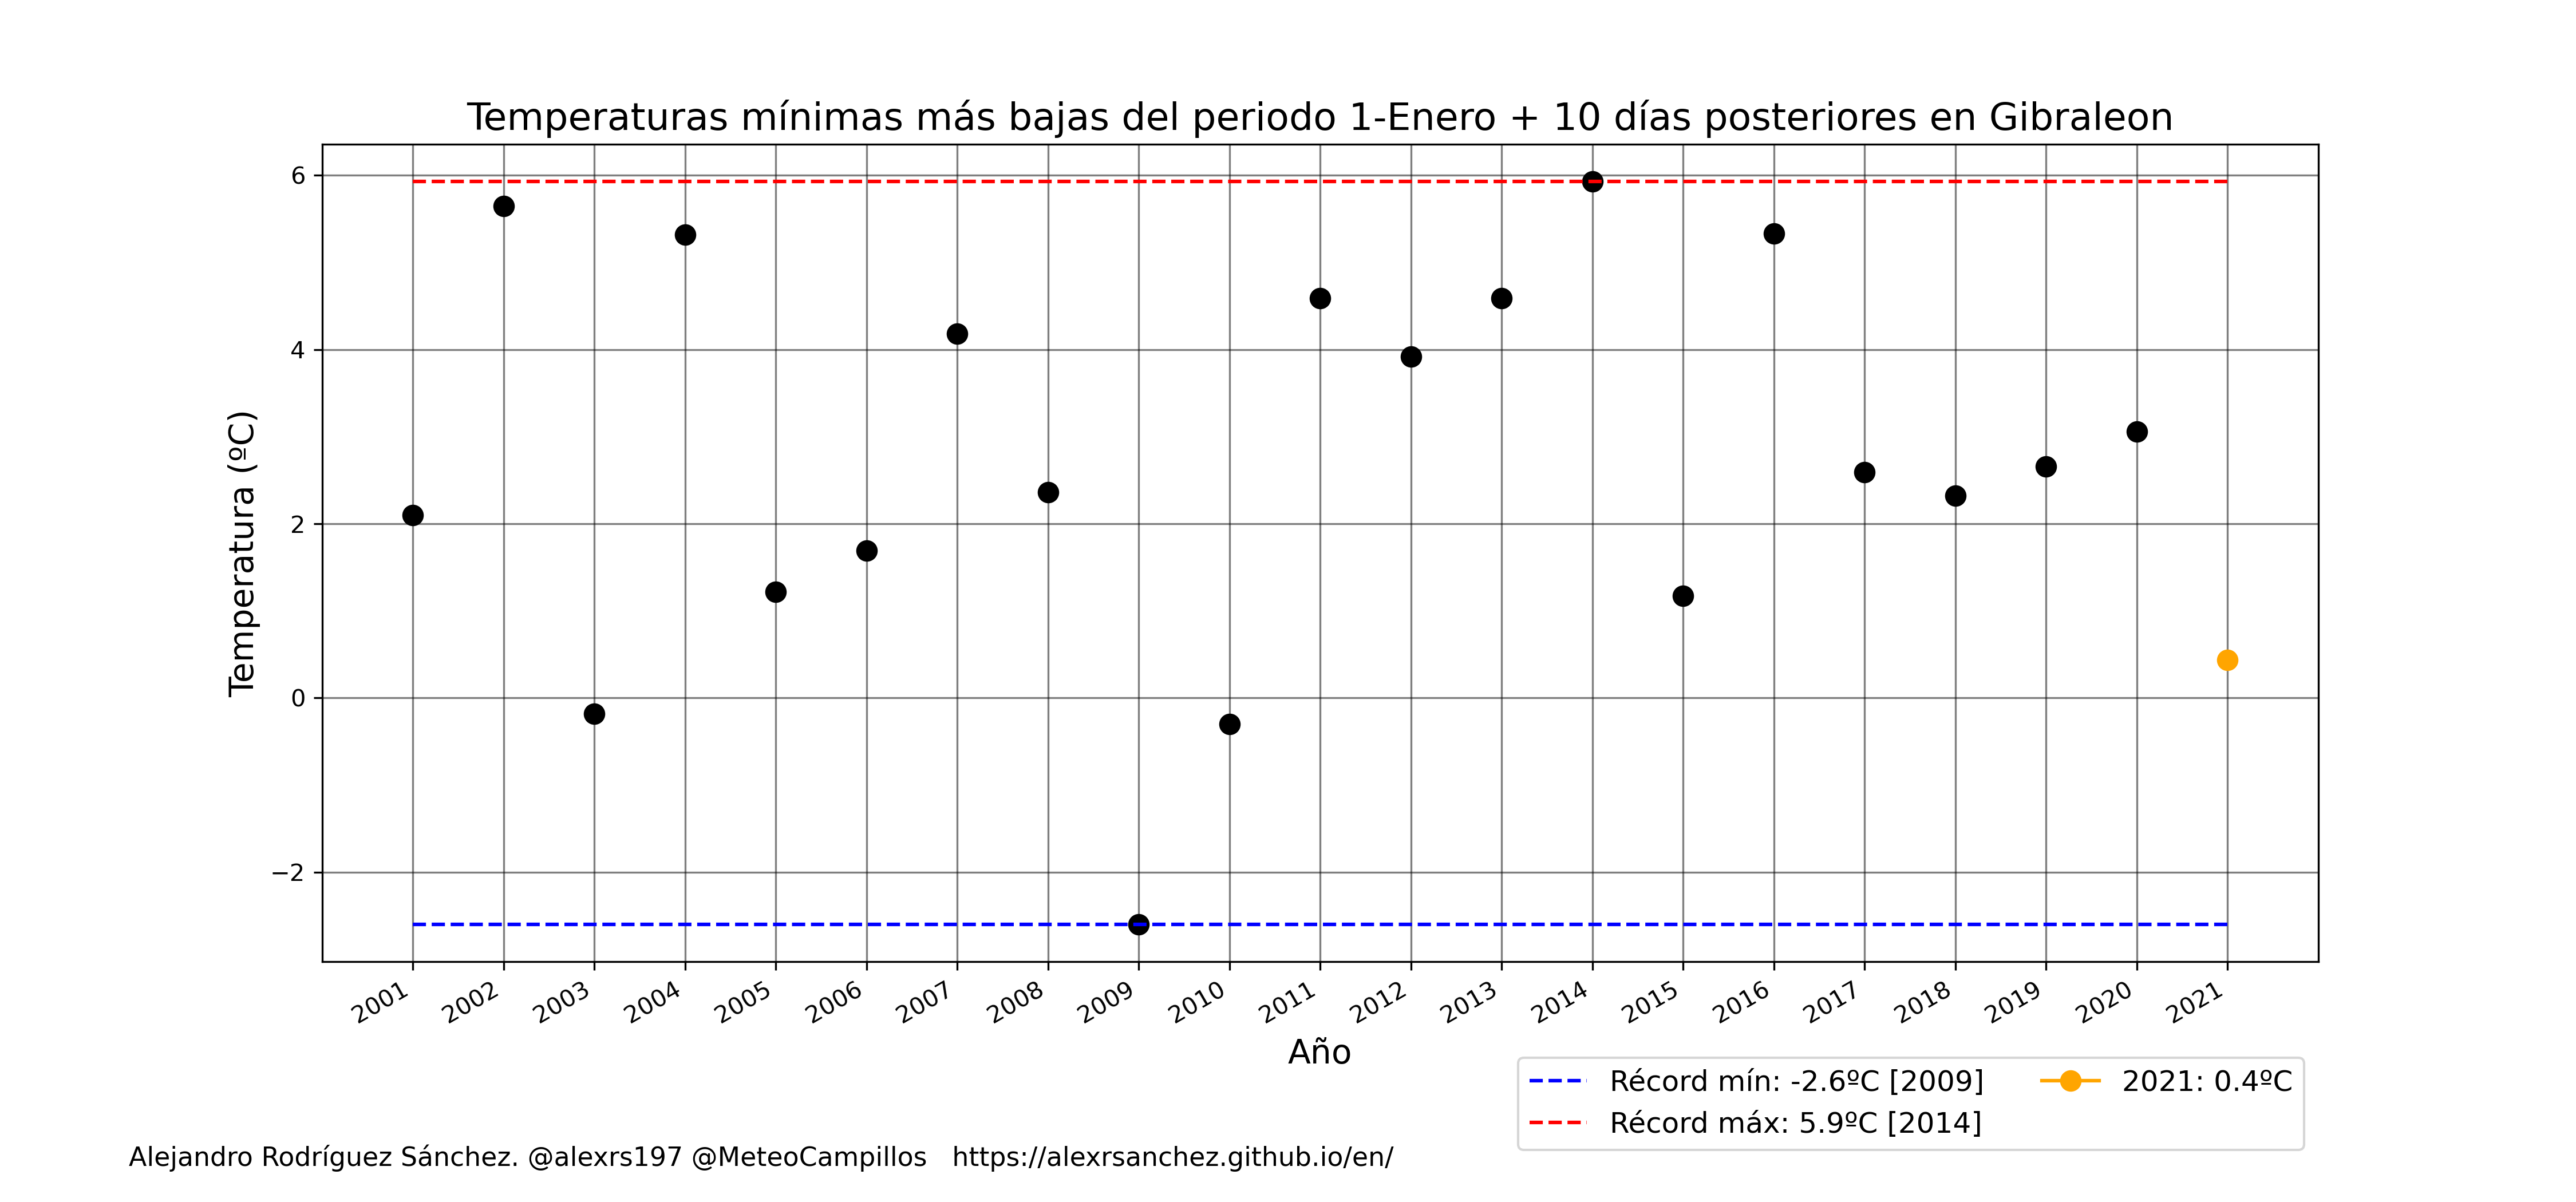 Temperaturas mínimas más bajas del periodo 1-Enero + 10 días posteriores en Gibraleon
Temperatura (ºC)
6
4
2
0
−2
2001 2002 2003 2004 2005 2006 2007 2008 2009 2010 2011 2012 2013 2014 2015 2016 2017 2018 2019 2020 2021
Año
Récord mín: -2.6ºC [2009]
Récord máx: 5.9ºC [2014]
2021: 0.4ºC
Alejandro Rodríguez Sánchez. @alexrs197 @MeteoCampillos https://alexrsanchez.github.io/en/